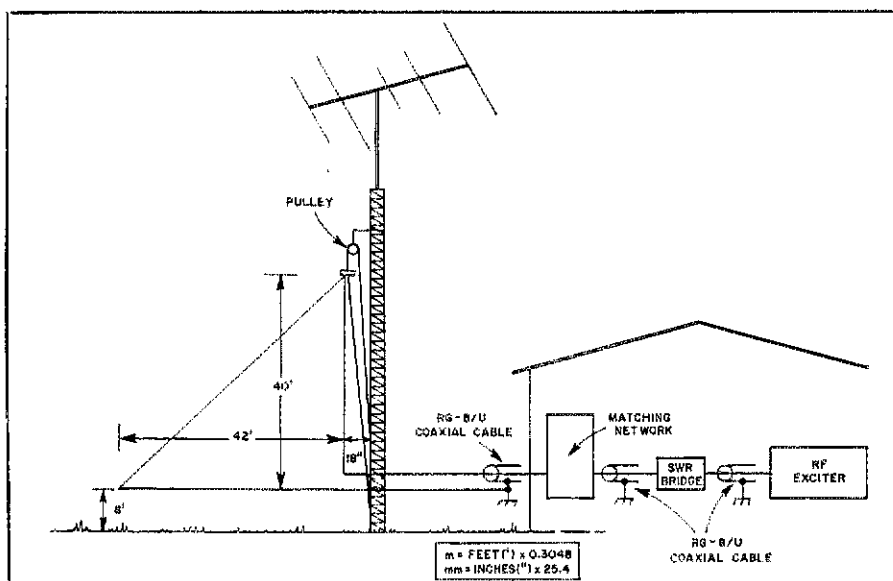 PULLEY
40'
42'
18"
8'
RG-8/U
COAXIAL CABLE
MATCHING
NETWORK
SWR
BRIDGE
RF
EXCITER
RG-8/U
COAXIAL CABLE
m = FEET(') x 0.3048
mm = INCHES(") x 25.4